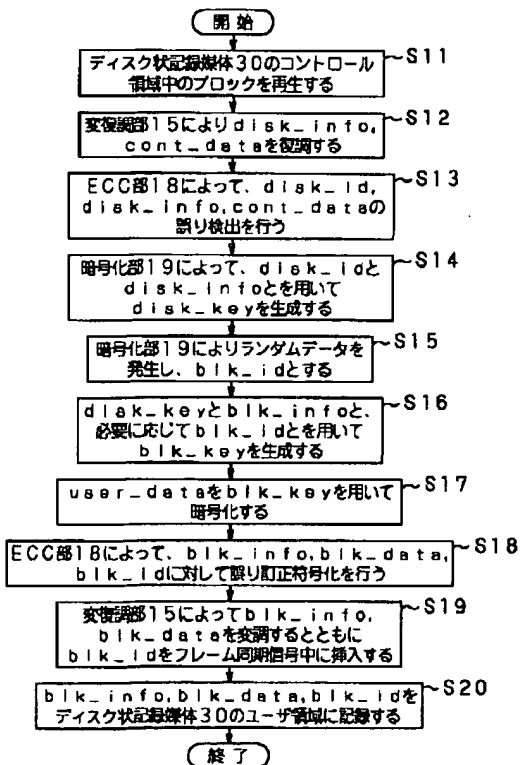 開始
ディスク状記録媒体30のコントロール
領域中のブロックを再生する
S11
変復調部15によりdisk_info,
cont_dataを復調する
S12
ECC部18によって、disk_id,
disk_info,cont_dataの
誤り検出を行う
S13
暗号化部19によって、disk_idと
disk_infoとを用いて
disk_keyを生成する
S14
暗号化部19によりランダムデータを
発生し、blk_idとする
S15
disk_keyとblk_infoと、
必要に応じてblk_idとを用いて
blk_keyを生成する
S16
user_dataをblk_keyを用いて
暗号化する
S17
ECC部18によって、blk_info,blk_data,
blk_idに対して誤り訂正符号化を行う
S18
変復調部15によってblk_info,
blk_dataを変調するとともに
blk_idをフレーム同期信号中に挿入する
S19
blk_info,blk_data,blk_idを
ディスク状記録媒体30のユーザ領域に記録する
S20
終了